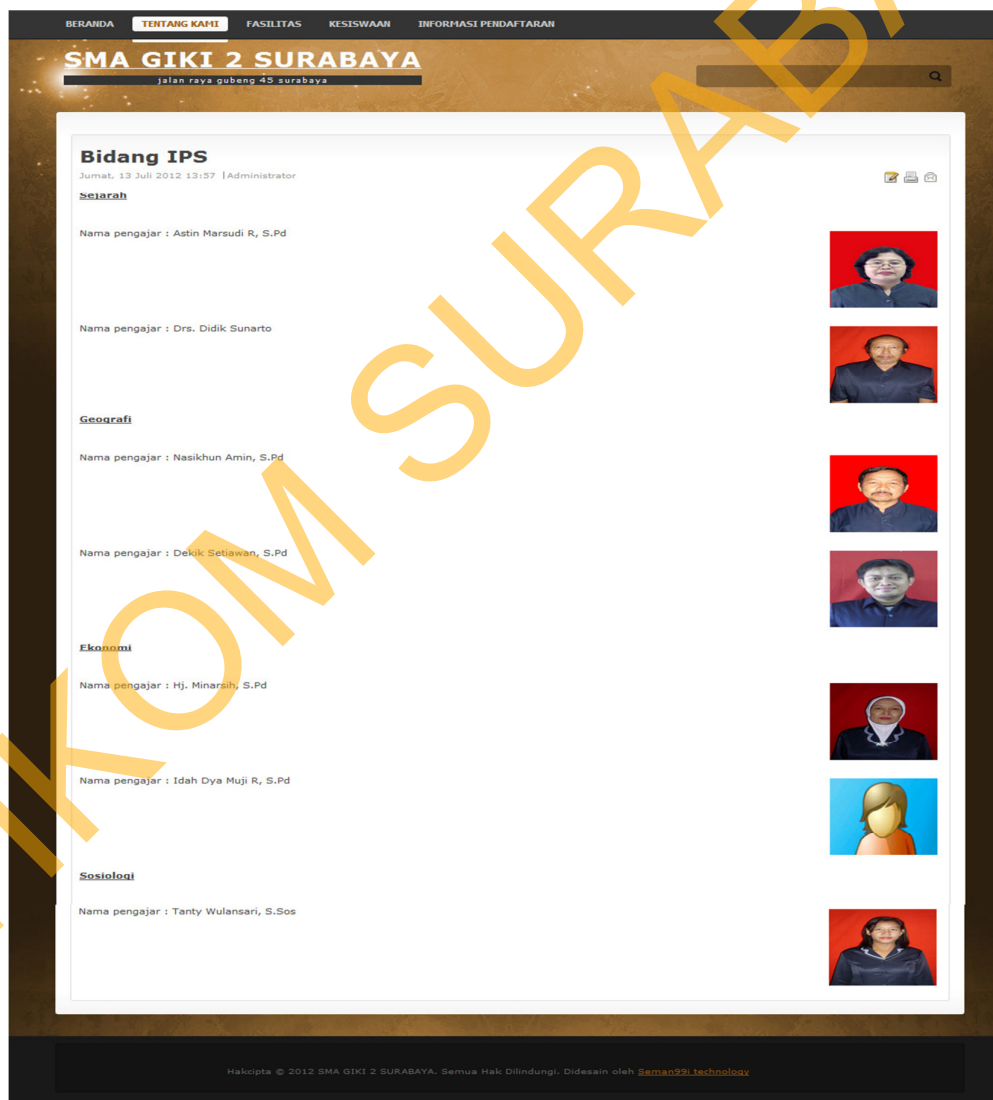 BERANDA TENTANG KAMI FASILITAS KESISWAAN INFORMASI PENDAFTARAN
SMA GIKI 2 SURABAYA
jalan raya gubeng 45 surabaya
Bidang IPS
Jumat, 13 Juli 2012 13:57 |Administrator
Sejarah
Nama pengajar : Astin Marsudi R, S.Pd
Nama pengajar : Drs. Didik Sunarto
Geografi
Nama pengajar : Nasikhun Amin, S.Pd
Nama pengajar : Dekik Setiawan, S.Pd
Ekonomi
Nama pengajar : Hj. Minarsih, S.Pd
Nama pengajar : Idah Dya Muji R, S.Pd
Sosiologi
Nama pengajar : Tanty Wulansari, S.Sos
Hakcipta © 2012 SMA GIKI 2 SURABAYA. Semua Hak Dilindungi. Didesain oleh Seman99i technology
IKOM SURABA